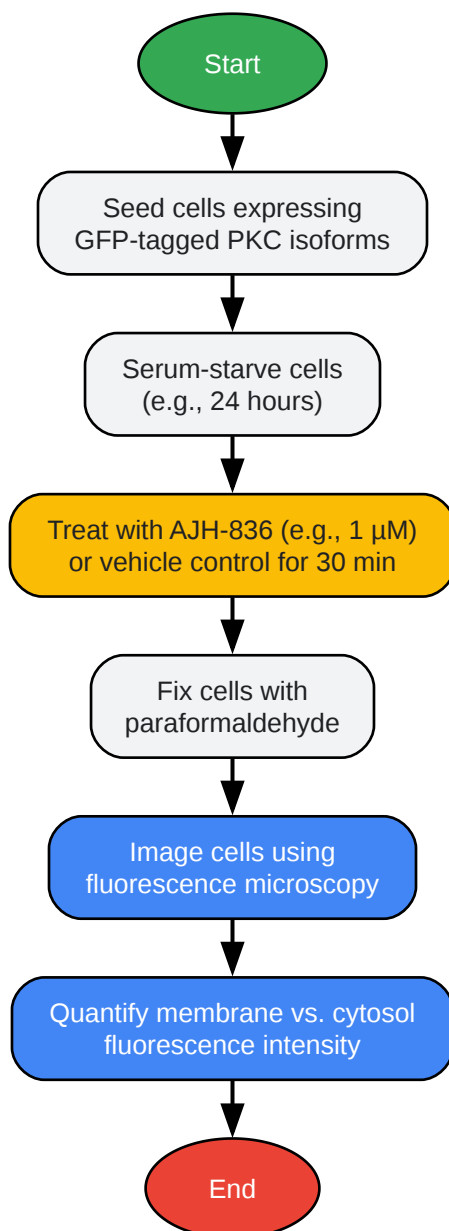 Start
Seed cells expressing
GFP-tagged PKC isoforms
Serum-starve cells
(e.g., 24 hours)
Treat with AJH-836 (e.g., 1 µM)
or vehicle control for 30 min
Fix cells with
paraformaldehyde
Image cells using
fluorescence microscopy
Quantify membrane vs. cytosol
fluorescence intensity
End